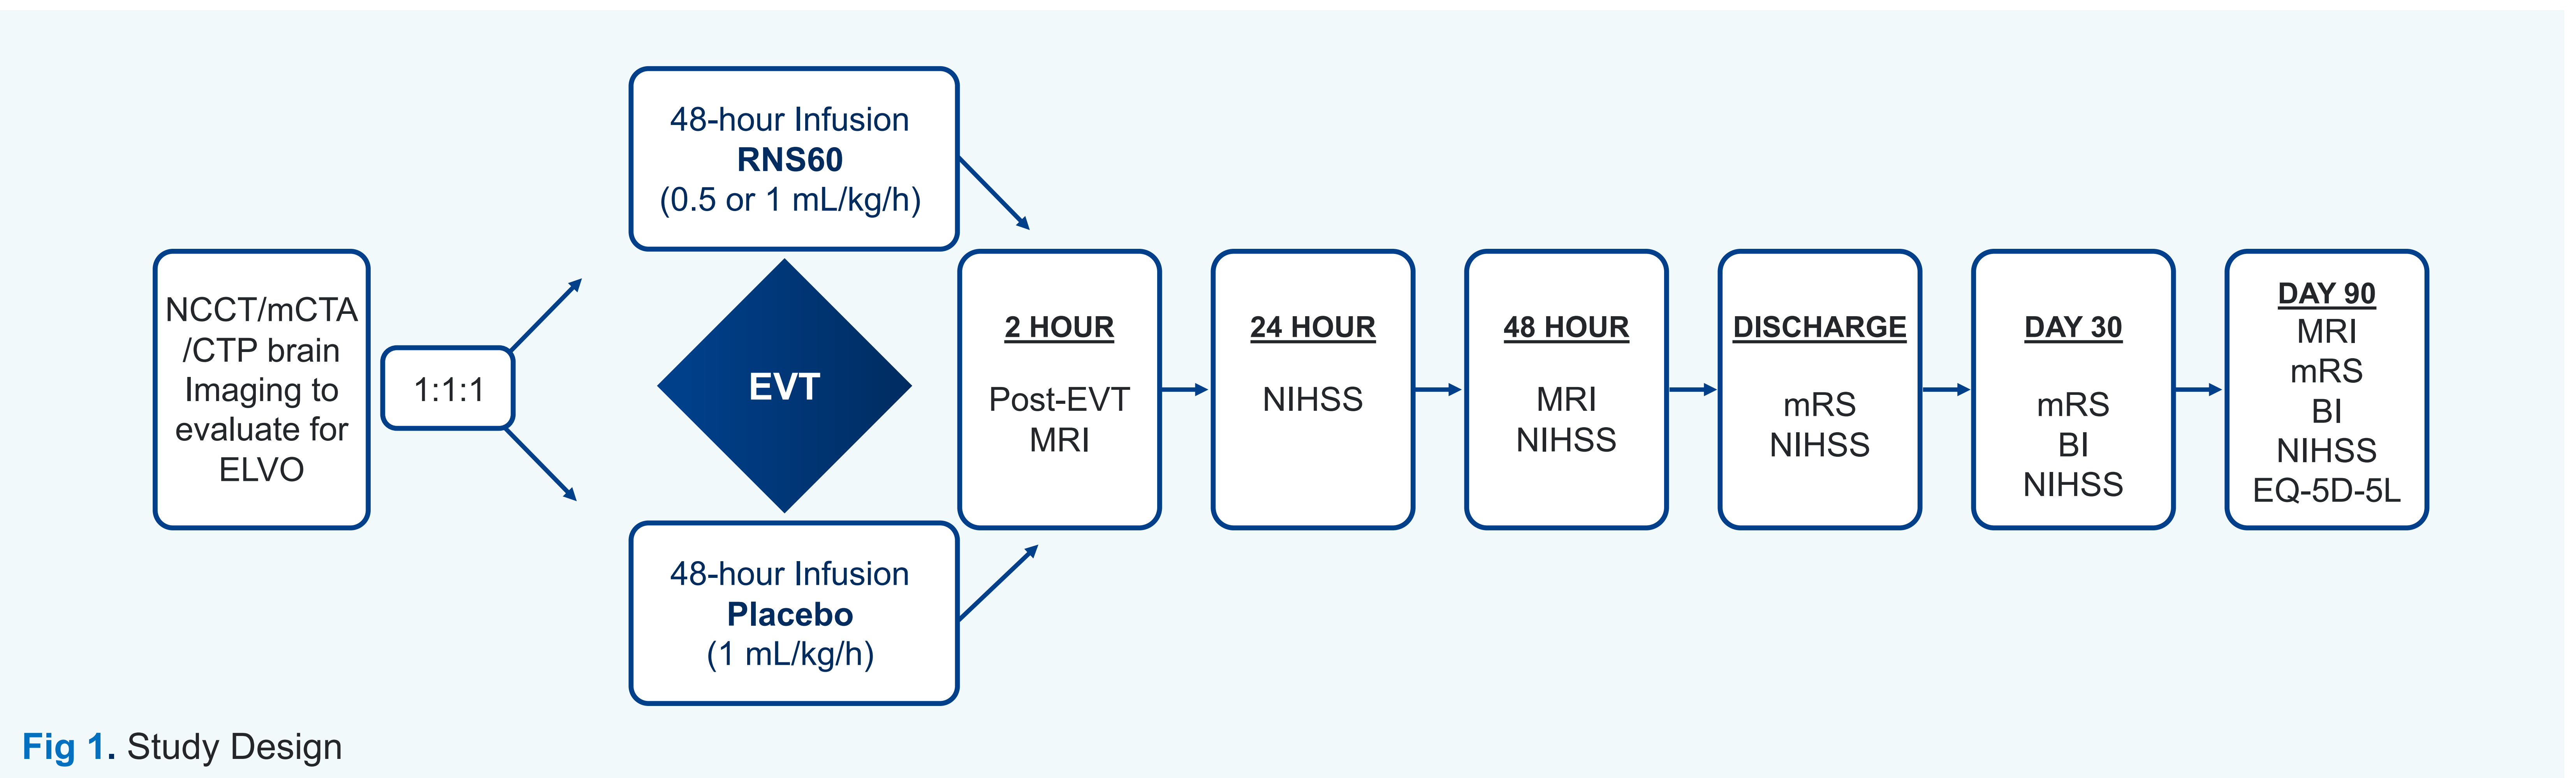 NCCT/mCTA
/CTP brain
Imaging to
evaluate for
ELVO
1:1:1
48-hour Infusion
RNS60
(0.5 or 1 mL/kg/h)
EVT
48-hour Infusion
Placebo
(1 mL/kg/h)
2 HOUR
Post-EVT
MRI
24 HOUR
NIHSS
48 HOUR
MRI
NIHSS
DISCHARGE
mRS
NIHSS
DAY 30
mRS
BI
NIHSS
DAY 90
MRI
mRS
BI
NIHSS
EQ-5D-5L
Fig 1. Study Design